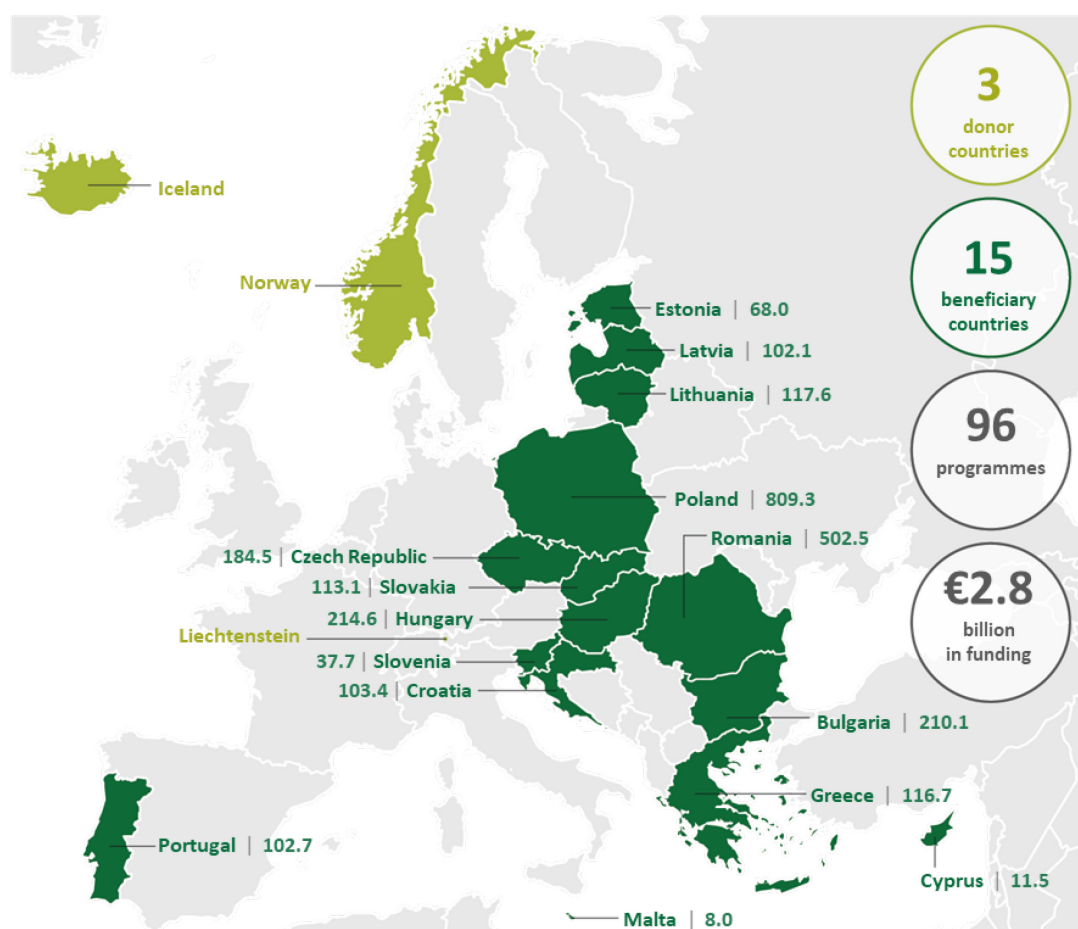 3
donor
countries
Iceland
15
beneficiary
countries
Norway
Estonia | 68.0
Latvia | 102.1
Lithuania | 117.6
96
programmes
Poland | 809.3
Romania | 502.5
184.5 | Czech Republic
113.1 | Slovakia
214.6 | Hungary
Liechtenstein
37.7 | Slovenia
103.4 | Croatia
€2.8
billion
in funding
Bulgaria | 210.1
Greece | 116.7
Portugal | 102.7
Cyprus | 11.5
Malta | 8.0